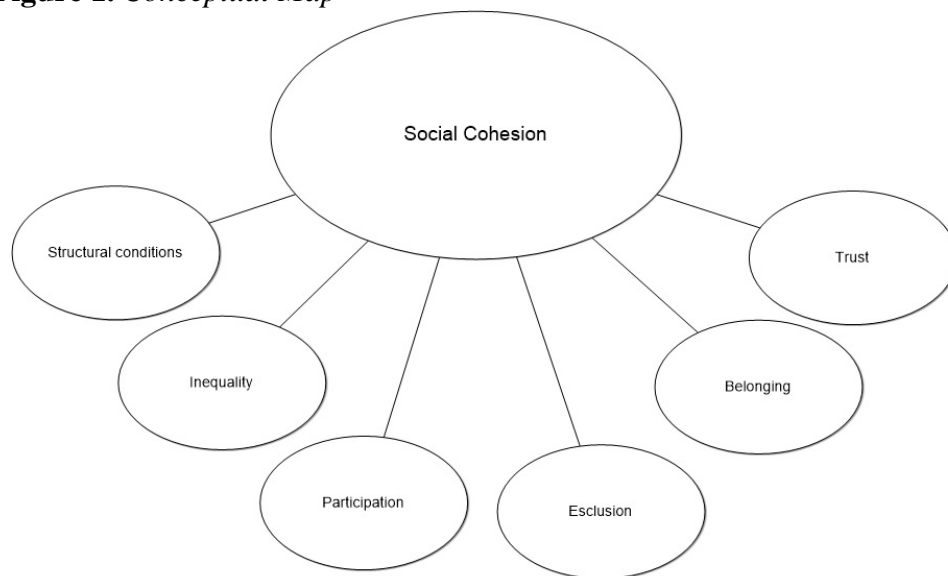 Figure 1. Conceptual Map
Social Cohesion
Structural conditions
Trust
Inequality
Belonging
Participation
Esclusion